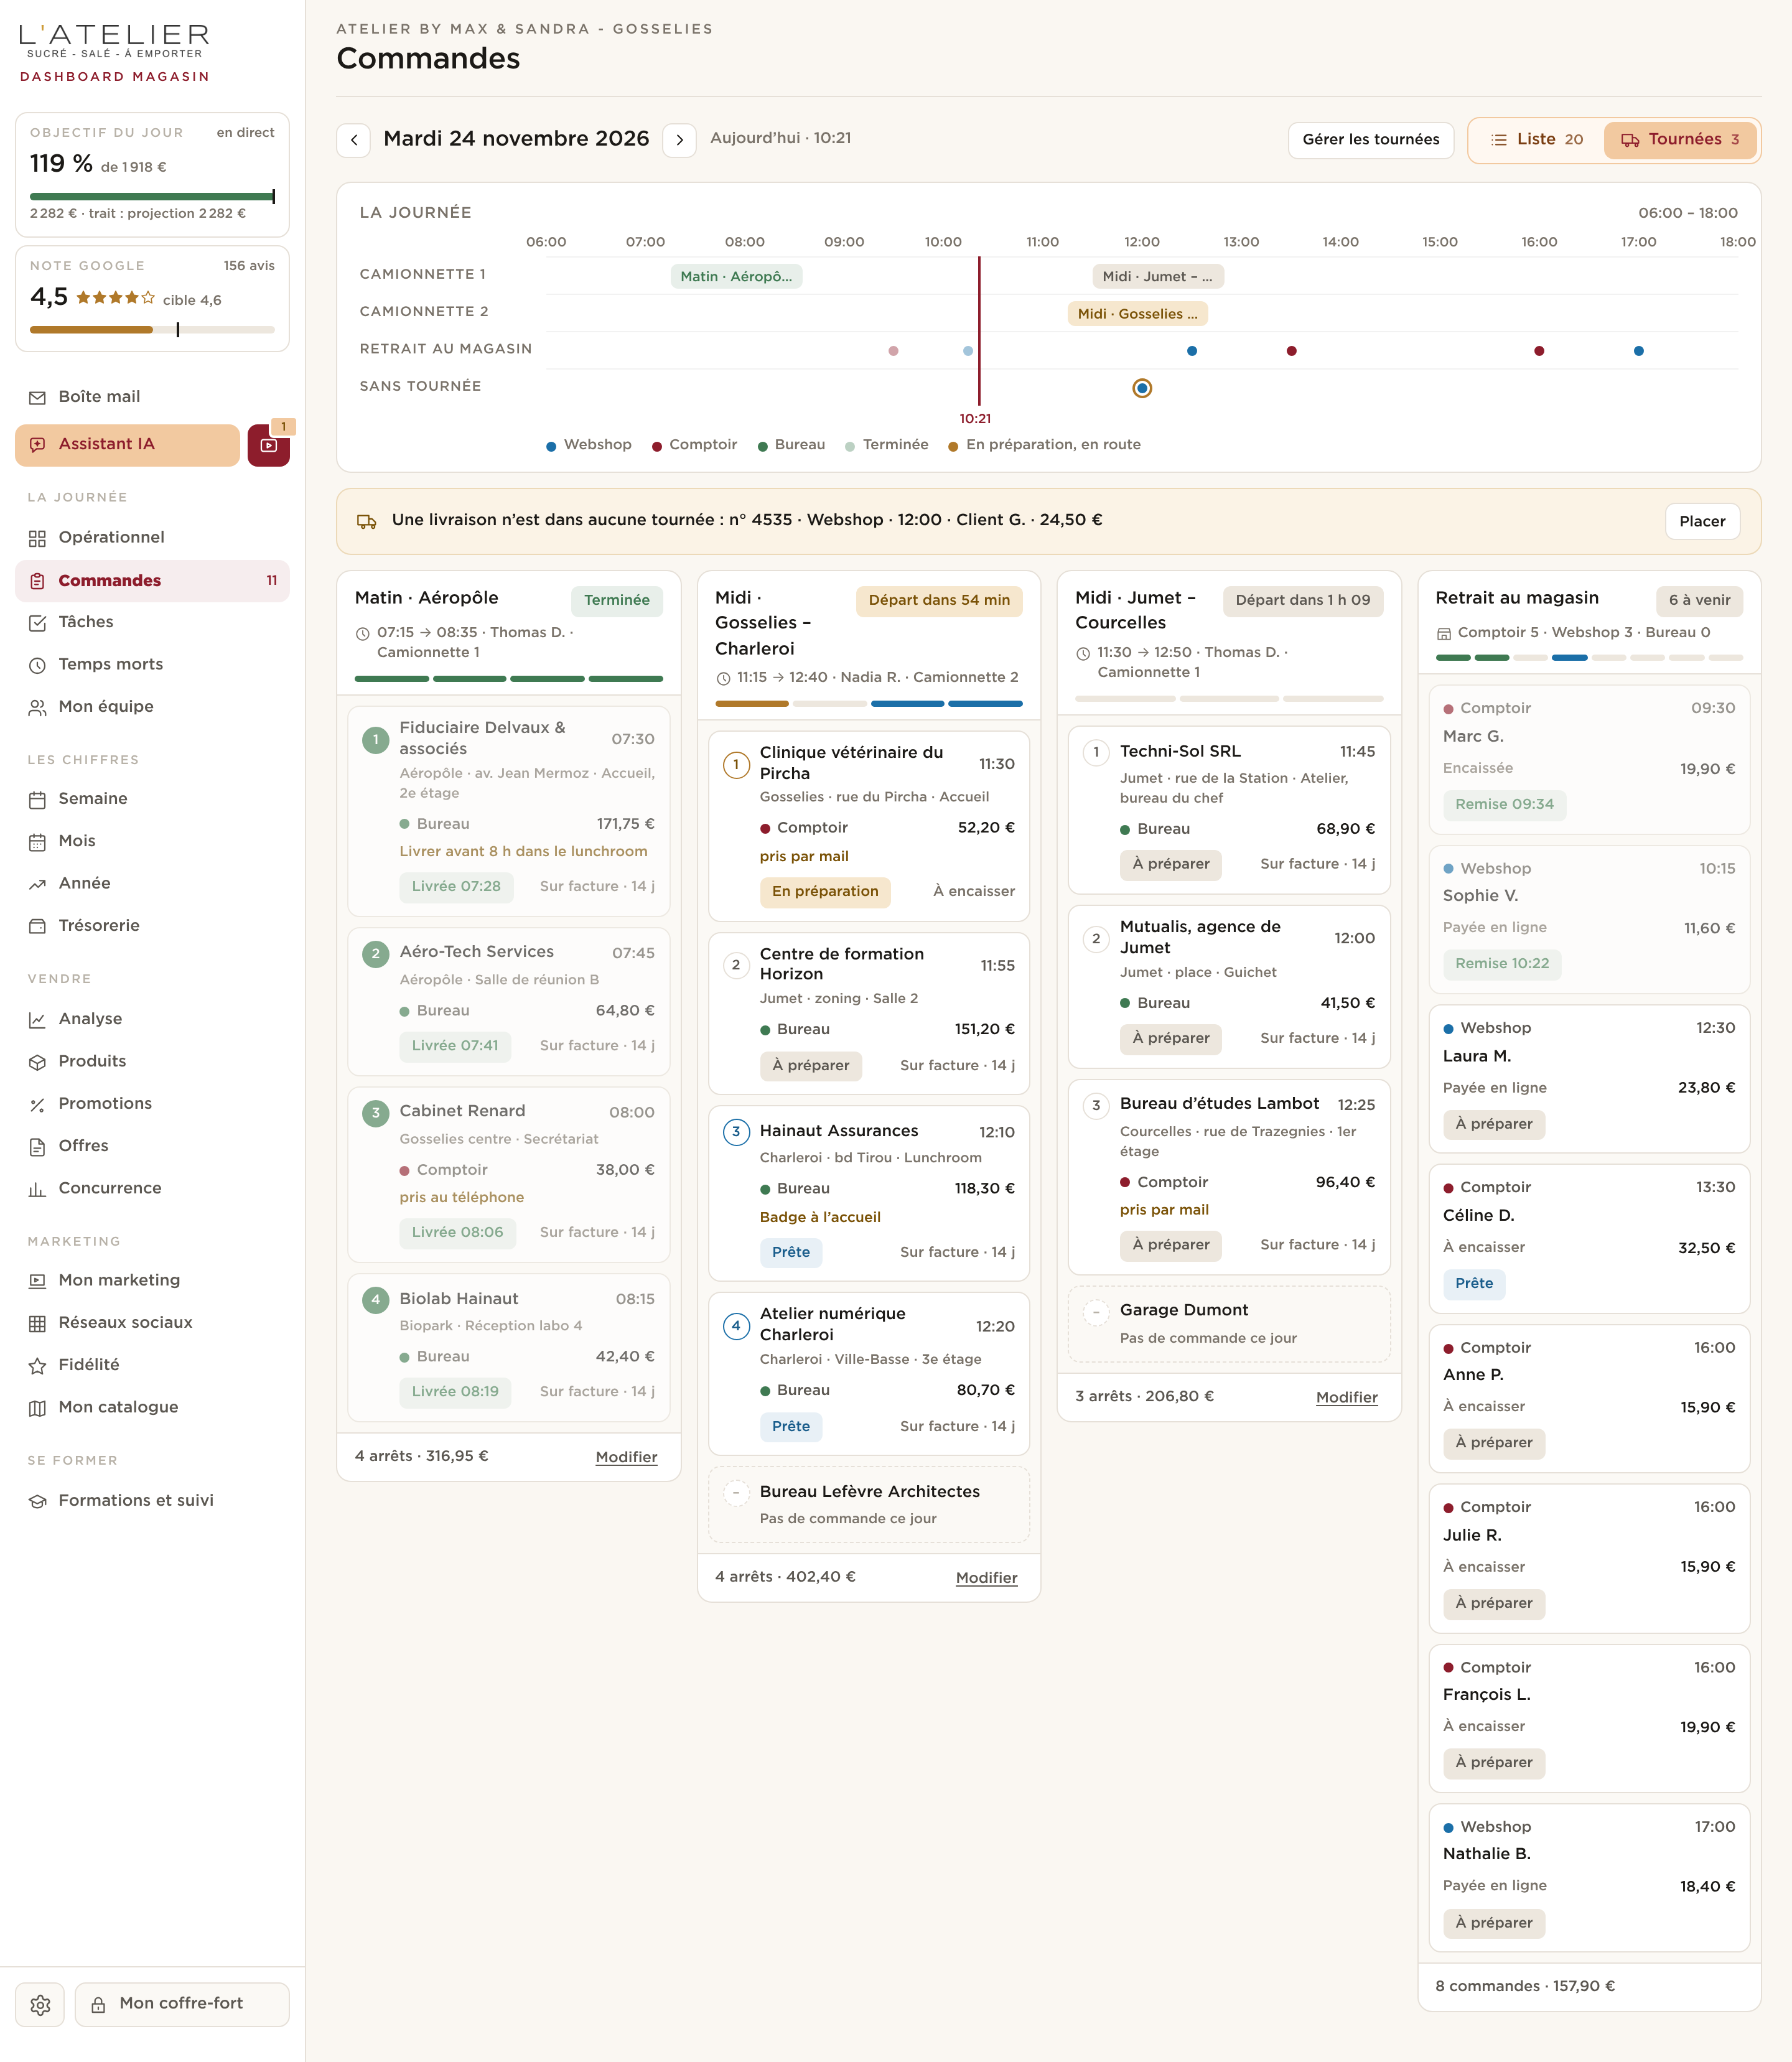 L'ATELIER
SUCRÉ - SALÉ - À EMPORTER
DASHBOARD MAGASIN
OBJECTIF DU JOUR en direct
119 % de 1 918 €
2 282 € · trait : projection 2 282 €
NOTE GOOGLE 156 avis
4,5 cible 4,6
Boîte mail
Assistant IA 1
LA JOURNÉE
Opérationnel
Commandes 11
Tâches
Temps morts
Mon équipe
LES CHIFFRES
Semaine
Mois
Année
Trésorerie
VENDRE
Analyse
Produits
Promotions
Offres
Concurrence
MARKETING
Mon marketing
Réseaux sociaux
Fidélité
Mon catalogue
SE FORMER
Formations et suivi
Mon coffre-fort
ATELIER BY MAX & SANDRA - GOSSELIES
Commandes
Mardi 24 novembre 2026 Aujourd’hui · 10:21
Gérer les tournées Liste 20 Tournées 3
LA JOURNÉE 06:00 – 18:00
06:00 07:00 08:00 09:00 10:00 11:00 12:00 13:00 14:00 15:00 16:00 17:00 18:00
CAMIONNETTE 1 Matin · Aéropô... Midi · Jumet – ...
CAMIONNETTE 2 Midi · Gosselies ...
RETRAIT AU MAGASIN
SANS TOURNÉE
10:21
Webshop Comptoir Bureau Terminée En préparation, en route
Une livraison n’est dans aucune tournée : n° 4535 · Webshop · 12:00 · Client G. · 24,50 € Placer
Matin · Aéropôle Terminée
07:15 → 08:35 · Thomas D. ·
Camionnette 1
1 Fiduciaire Delvaux & 07:30
associés
Aéropôle · av. Jean Mermoz · Accueil,
2e étage
Bureau 171,75 €
Livrer avant 8 h dans le lunchroom
Livrée 07:28 Sur facture · 14 j
2 Aéro-Tech Services 07:45
Aéropôle · Salle de réunion B
Bureau 64,80 €
Livrée 07:41 Sur facture · 14 j
3 Cabinet Renard 08:00
Gosselies centre · Secrétariat
Comptoir 38,00 €
pris au téléphone
Livrée 08:06 Sur facture · 14 j
4 Biolab Hainaut 08:15
Biopark · Réception labo 4
Bureau 42,40 €
Livrée 08:19 Sur facture · 14 j
4 arrêts · 316,95 € Modifier
Midi · Départ dans 54 min
Gosselies –
Charleroi
11:15 → 12:40 · Nadia R. · Camionnette 2
1 Clinique vétérinaire du 11:30
Pircha
Gosselies · rue du Pircha · Accueil
Comptoir 52,20 €
pris par mail
En préparation À encaisser
2 Centre de formation 11:55
Horizon
Jumet · zoning · Salle 2
Bureau 151,20 €
À préparer Sur facture · 14 j
3 Hainaut Assurances 12:10
Charleroi · bd Tirou · Lunchroom
Bureau 118,30 €
Badge à l’accueil
Prête Sur facture · 14 j
4 Atelier numérique 12:20
Charleroi
Charleroi · Ville-Basse · 3e étage
Bureau 80,70 €
Prête Sur facture · 14 j
– Bureau Lefèvre Architectes
Pas de commande ce jour
4 arrêts · 402,40 € Modifier
Midi · Jumet – Départ dans 1 h 09
Courcelles
11:30 → 12:50 · Thomas D. ·
Camionnette 1
1 Techni-Sol SRL 11:45
Jumet · rue de la Station · Atelier,
bureau du chef
Bureau 68,90 €
À préparer Sur facture · 14 j
2 Mutualis, agence de 12:00
Jumet
Jumet · place · Guichet
Bureau 41,50 €
À préparer Sur facture · 14 j
3 Bureau d’études Lambot 12:25
Courcelles · rue de Trazegnies · 1er
étage
Comptoir 96,40 €
pris par mail
À préparer Sur facture · 14 j
– Garage Dumont
Pas de commande ce jour
3 arrêts · 206,80 € Modifier
Retrait au magasin 6 à venir
Comptoir 5 · Webshop 3 · Bureau 0
Comptoir 09:30
Marc G.
Encaissée 19,90 €
Remise 09:34
Webshop 10:15
Sophie V.
Payée en ligne 11,60 €
Remise 10:22
Webshop 12:30
Laura M.
Payée en ligne 23,80 €
À préparer
Comptoir 13:30
Céline D.
À encaisser 32,50 €
Prête
Comptoir 16:00
Anne P.
À encaisser 15,90 €
À préparer
Comptoir 16:00
Julie R.
À encaisser 15,90 €
À préparer
Comptoir 16:00
François L.
À encaisser 19,90 €
À préparer
Webshop 17:00
Nathalie B.
Payée en ligne 18,40 €
À préparer
8 commandes · 157,90 €